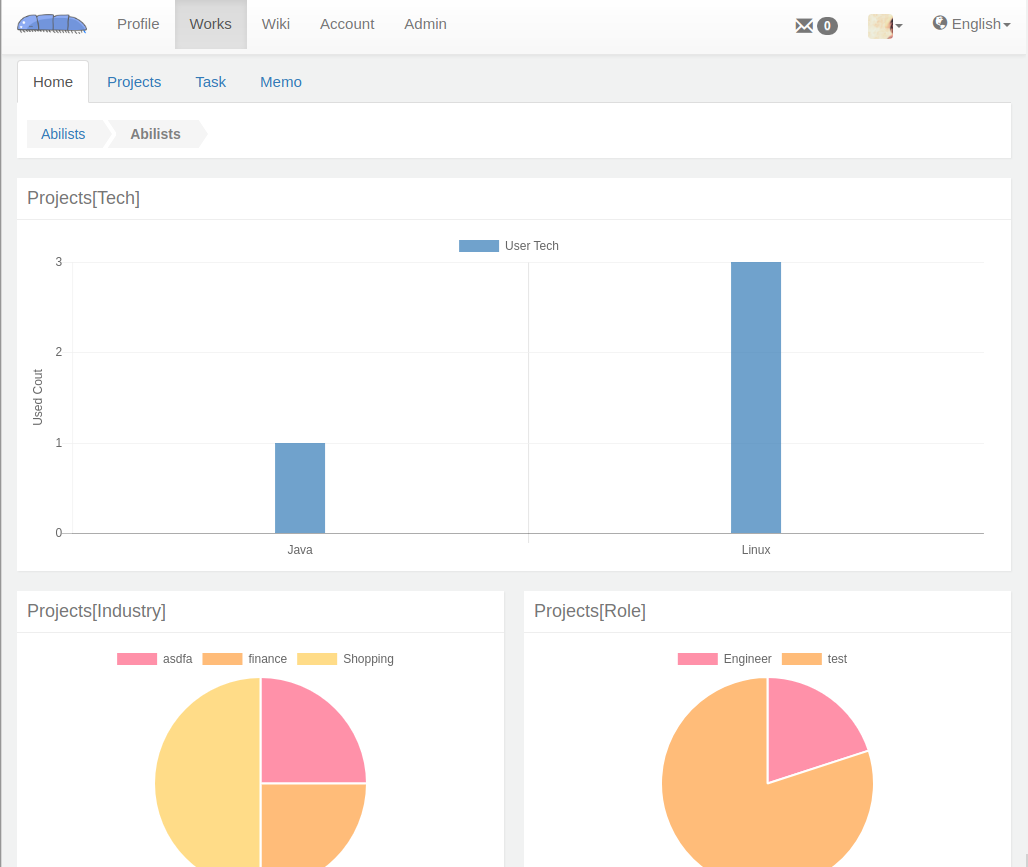 Profile Works Wiki Account Admin 0 English
Home Projects Task Memo
Abilists Abilists
Projects[Tech]
User Tech
3
2
1
0
Used Cout
Java Linux
Projects[Industry]
asdfa finance Shopping
Projects[Role]
Engineer test